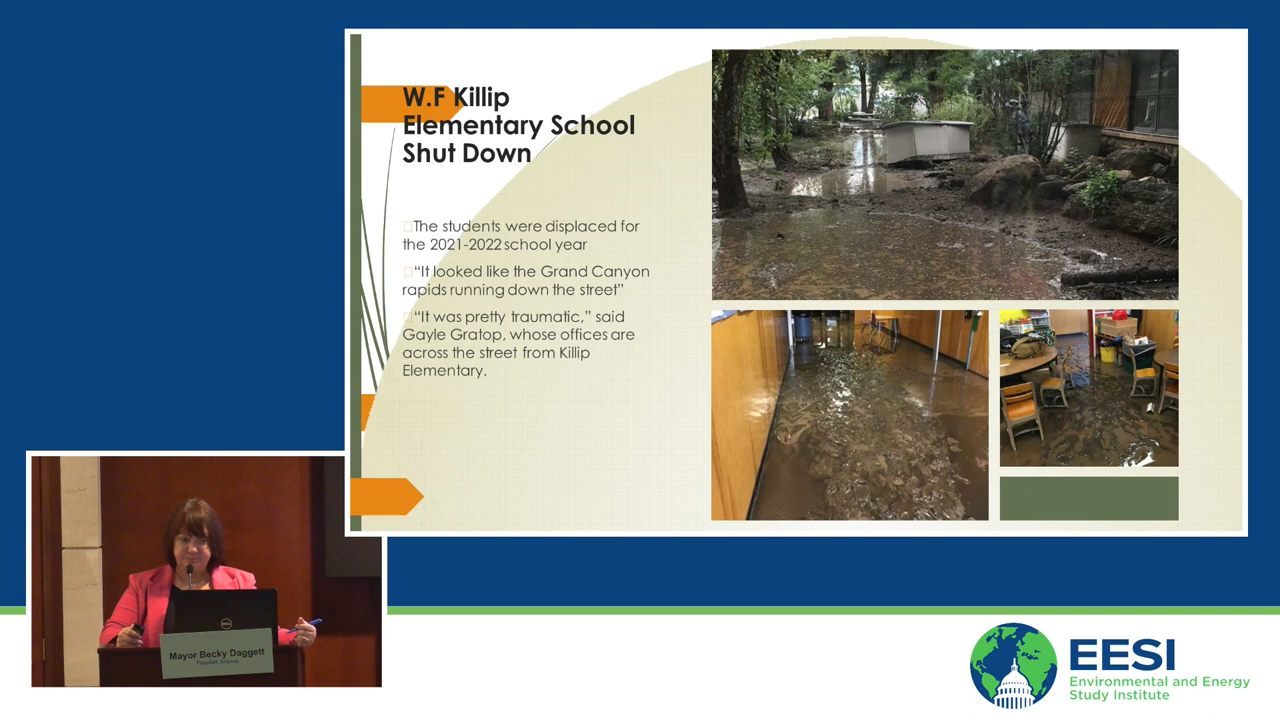 W.F Killip
Elementary School
Shut Down
The students were displaced for
the 2021-2022 school year
“It looked like the Grand Canyon
rapids running down the street”
“It was pretty traumatic,” said
Gayle Gratop, whose offices are
across the street from Killip
Elementary.
DELL
Mayor Becky Daggett
Flagstaff, Arizona
EESI
Environmental and Energy
Study Institute